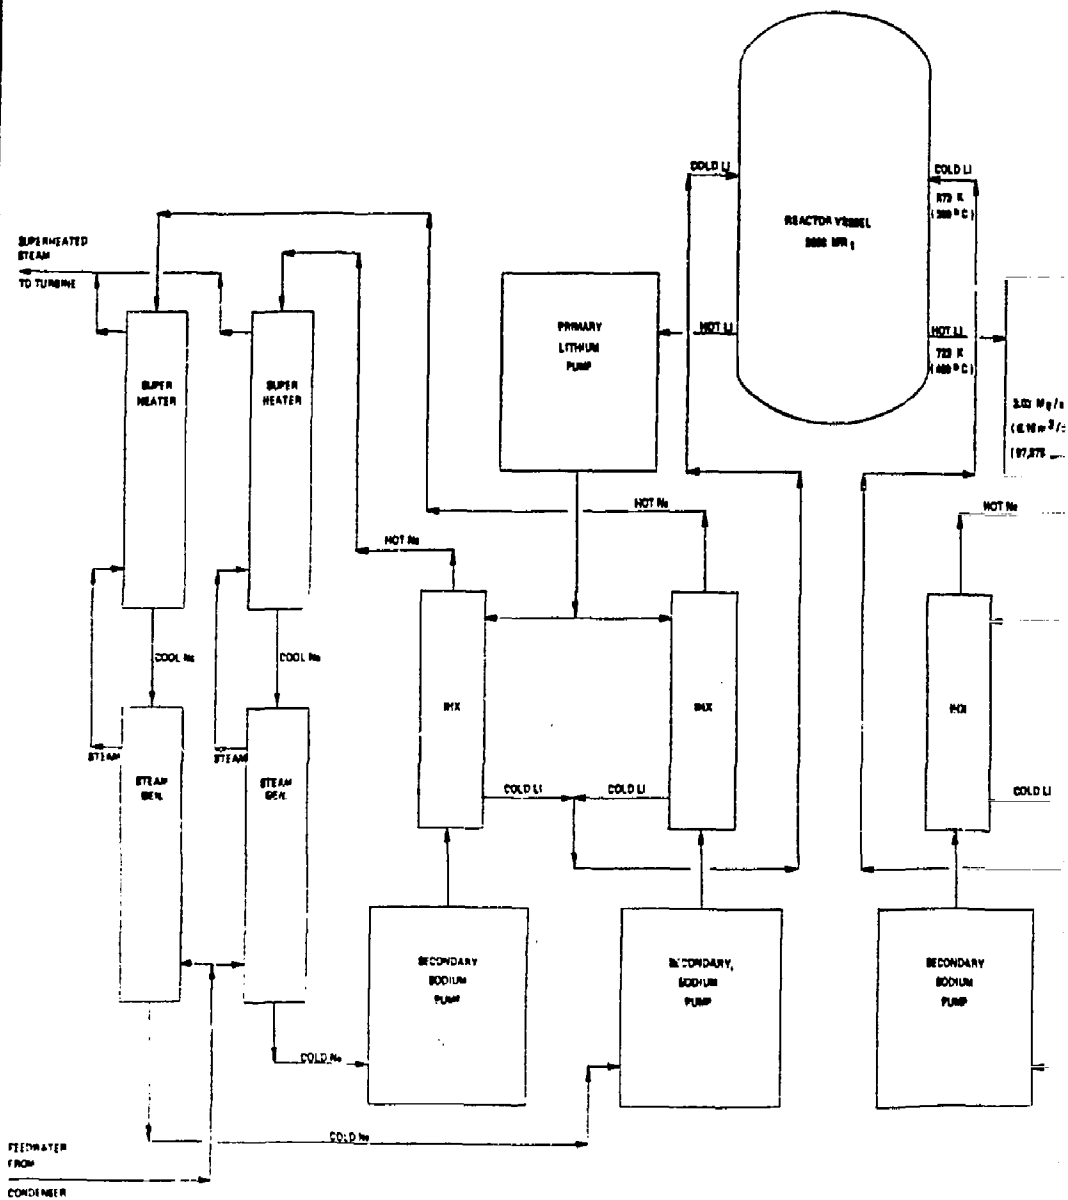 COLD LI
COLD LI
REACTOR VESSEL
SUPERHEATED
STEAM
TO TURBINE
PRIMARY
LITHIUM
PUMP
HOT LI
HOT LI
723 K
SUPER
HEATER
SUPER
HEATER
HOT Na
HOT Na
HOT Na
COOL Na
COOL Na
IHX
IHX
IHX
STEAM
STEAM
STEAM
GEN.
STEAM
GEN.
COLD LI
COLD LI
COLD LI
SECONDARY
SODIUM
PUMP
SECONDARY
SODIUM
PUMP
SECONDARY
SODIUM
PUMP
COLD Na
COLD Na
FEEDWATER
FROM
CONDENSER